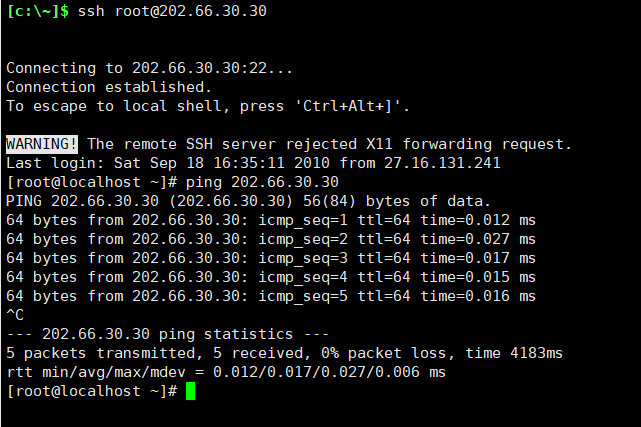 [c:\~]$ ssh root@202.66.30.30
Connecting to 202.66.30.30:22...
Connection established.
To escape to local shell, press 'Ctrl+Alt+]'.
WARNING! The remote SSH server rejected X11 forwarding request.
Last login: Sat Sep 18 16:35:11 2010 from 27.16.131.241
[root@localhost ~]# ping 202.66.30.30
PING 202.66.30.30 (202.66.30.30) 56(84) bytes of data.
64 bytes from 202.66.30.30: icmp_seq=1 ttl=64 time=0.012 ms
64 bytes from 202.66.30.30: icmp_seq=2 ttl=64 time=0.027 ms
64 bytes from 202.66.30.30: icmp_seq=3 ttl=64 time=0.017 ms
64 bytes from 202.66.30.30: icmp_seq=4 ttl=64 time=0.015 ms
64 bytes from 202.66.30.30: icmp_seq=5 ttl=64 time=0.016 ms
^C
--- 202.66.30.30 ping statistics ---
5 packets transmitted, 5 received, 0% packet loss, time 4183ms
rtt min/avg/max/mdev = 0.012/0.017/0.027/0.006 ms
[root@localhost ~]#